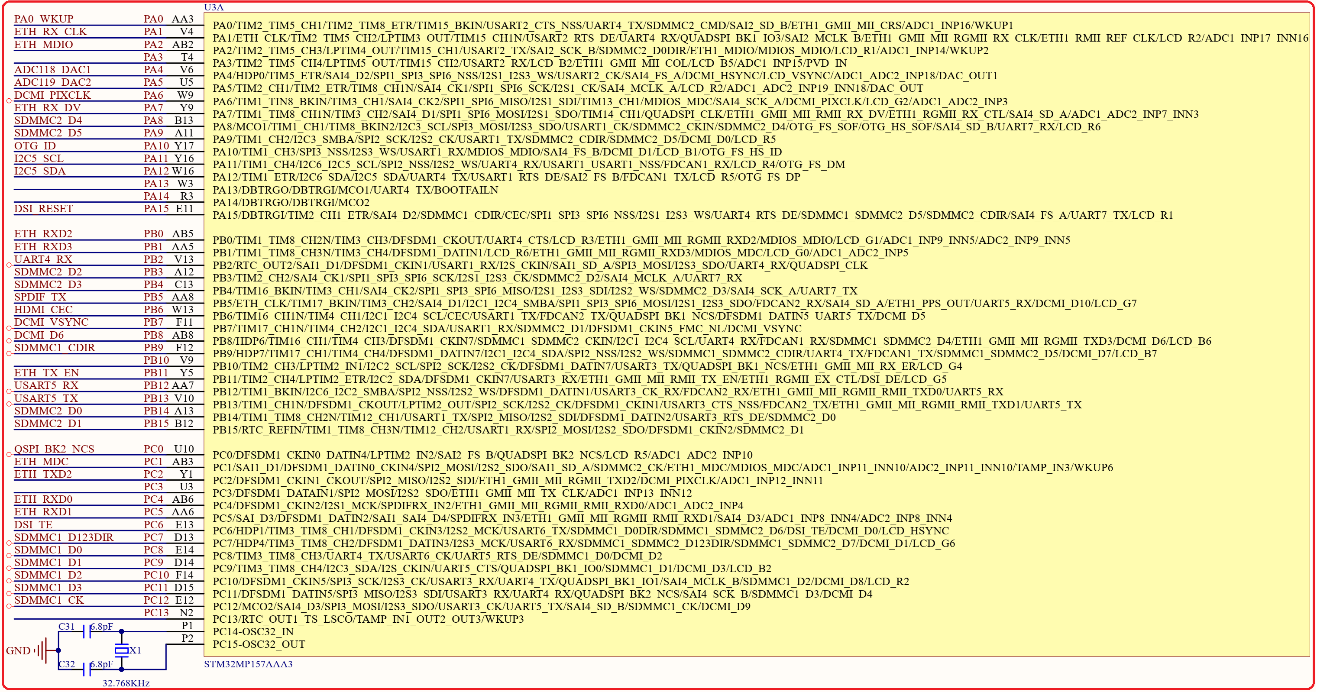 U3A
PA0_WKUP PA0 AA3 PA0/TIM2_TIM5_CH1/TIM2_TIM8_ETR/TIM15_BKIN/USART2_CTS_NSS/UART4_TX/SDMMC2_CMD/SAI2_SD_B/ETH1_GMII_MII_CRS/ADC1_INP16/WKUP1
ETH_RX_CLK PA1 V4 PA1/ETH_CLK/TIM2_TIM5_CH2/LPTIM3_OUT/TIM15_CH1N/USART2_RTS_DE/UART4_RX/QUADSPI_BK1_IO3/SAI2_MCLK_B/ETH1_GMII_MII_RGMII_RX_CLK/ETH1_RMII_REF_CLK/LCD_R2/ADC1_INP17_INN16
ETH_MDIO PA2 AB2 PA2/TIM2_TIM5_CH3/LPTIM4_OUT/TIM15_CH1/USART2_TX/SAI2_SCK_B/SDMMC2_D0DIR/ETH1_MDIO/MDIOS_MDIO/LCD_R1/ADC1_INP14/WKUP2
PA3 T4 PA3/TIM2_TIM5_CH4/LPTIM5_OUT/TIM15_CH2/USART2_RX/LCD_B2/ETH1_GMII_MII_COL/LCD_B5/ADC1_INP15/PVD_IN
ADC118_DAC1 PA4 V6 PA4/HDP0/TIM5_ETR/SAI4_D2/SPI1_SPI3_SPI6_NSS/I2S1_I2S3_WS/USART2_CK/SAI4_FS_A/DCMI_HSYNC/LCD_VSYNC/ADC1_ADC2_INP18/DAC_OUT1
ADC119_DAC2 PA5 U5 PA5/TIM2_CH1/TIM2_ETR/TIM8_CH1N/SAI4_CK1/SPI1_SPI6_SCK/I2S1_CK/SAI4_MCLK_A/LCD_R2/ADC1_ADC2_INP19_INN18/DAC_OUT
DCMI_PIXCLK PA6 W9 PA6/TIM1_TIN8_BKIN/TIM3_CH1/SAI4_CK2/SPI1_SPI6_MISO/I2S1_SDI/TIM13_CH1/MDIOS_MDC/SAI4_SCK_A/DCMI_PIXCLK/LCD_G2/ADC1_ADC2_INP3
ETH_RX_DV PA7 Y9 PA7/TIM1_TIM8_CH1N/TIM3_CH2/SAI4_D1/SPI1_SPI6_MOSI/I2S1_SDO/TIM14_CH1/QUADSPI_CLK/ETH1_GMII_MII_RMII_RX_DV/ETH1_RGMII_RX_CTL/SAI4_SD_A/ADC1_ADC2_INP7_INN3
SDMMC2_D4 PA8 B13 PA8/MCO1/TIM1_CH1/TIM8_BKIN2/I2C3_SCL/SPI3_MOSI/I2S3_SDO/USART1_CK/SDMMC2_CKIN/SDMMC2_D4/OTG_FS_SOF/OTG_HS_SOF/SAI4_SD_B/UART7_RX/LCD_R6
SDMMC2_D5 PA9 A11 PA9/TIM1_CH2/I2C3_SMBA/SPI2_SCK/I2S2_CK/USART1_TX/SDMMC2_CDIR/SDMMC2_D5/DCMI_D0/LCD_R5
OTG_ID PA10 Y17 PA10/TIM1_CH3/SPI3_NSS/I2S3_WS/USART1_RX/MDIOS_MDIO/SAI4_FS_B/DCMI_D1/LCD_B1/OTG_FS_HS_ID
I2C5_SCL PA11 Y16 PA11/TIM1_CH4/I2C6_I2C5_SCL/SPI2_NSS/I2S2_WS/UART4_RX/USART1_USART1_NSS/FDCAN1_RX/LCD_R4/OTG_FS_DM
I2C5_SDA PA12 W16 PA12/TIM1_ETR/I2C6_SDA/I2C5_SDA/UART4_TX/USART1_RTS_DE/SAI2_FS_B/FDCAN1_TX/LCD_R5/OTG_FS_DP
PA13 W3 PA13/DBTRGO/DBTRGI/MCO1/UART4_TX/BOOTFAILN
PA14 R3 PA14/DBTRGO/DBTRGI/MCO2
DSI_RESET PA15 E11 PA15/DBTRGI/TIM2_CH1_ETR/SAI4_D2/SDMMC1_CDIR/CEC/SPI1_SPI3_SPI6_NSS/I2S1_I2S3_WS/UART4_RTS_DE/SDMMC1_SDMMC2_D5/SDMMC2_CDIR/SAI4_FS_A/UART7_TX/LCD_R1
ETH_RXD2 PB0 AB5 PB0/TIM1_TIM8_CH2N/TIM3_CH3/DFSDM1_CKOUT/UART4_CTS/LCD_R3/ETH1_GMII_MII_RGMII_RXD2/MDIOS_MDIO/LCD_G1/ADC1_INP9_INN5/ADC2_INP9_INN5
ETH_RXD3 PB1 AA5 PB1/TIM1_TIM8_CH3N/TIM3_CH4/DFSDM1_DATIN1/LCD_R6/ETH1_GMII_MII_RGMII_RXD3/MDIOS_MDC/LCD_G0/ADC1_ADC2_INP5
UART4_RX PB2 V13 PB2/RTC_OUT2/SAI1_D1/DFSDM1_CKIN1/USART1_RX/I2S_CKIN/SAI1_SD_A/SPI3_MOSI/I2S3_SDO/UART4_RX/QUADSPI_CLK
SDMMC2_D2 PB3 A12 PB3/TIM2_CH2/SAI4_CK1/SPI1_SPI3_SPI6_SCK/I2S1_I2S3_CK/SDMMC2_D2/SAI4_MCLK_A/UART7_RX
SDMMC2_D3 PB4 C13 PB4/TIM16_BKIN/TIM3_CH1/SAI4_CK2/SPI1_SPI3_SPI6_MISO/I2S1_I2S3_SDI/I2S2_WS/SDMMC2_D3/SAI4_SCK_A/UART7_TX
SPDIF_TX PB5 AA8 PB5/ETH_CLK/TIM17_BKIN/TIM3_CH2/SAI4_D1/I2C1_I2C4_SMBA/SPI1_SPI3_SPI6_MOSI/I2S1_I2S3_SDO/FDCAN2_RX/SAI4_SD_A/ETH1_PPS_OUT/UART5_RX/DCMI_D10/LCD_G7
HDMI_CEC PB6 W13 PB6/TIM16_CH1N/TIM4_CH1/I2C1_I2C4_SCL/CEC/USART1_TX/FDCAN2_TX/QUADSPI_BK1_NCS/DFSDM1_DATIN5_UART5_TX/DCMI_D5
DCMI_VSYNC PB7 F11 PB7/TIM17_CH1N/TIM4_CH2/I2C1_I2C4_SDA/USART1_RX/SDMMC2_D1/DFSDM1_CKIN5_FMC_NL/DCMI_VSYNC
DCMI_D6 PB8 AB8 PB8/HDP6/TIM16_CH1/TIM4_CH3/DFSDM1_CKIN7/SDMMC1_SDMMC2_CKIN/I2C1_I2C4_SCL/UART4_RX/FDCAN1_RX/SDMMC1_SDMMC2_D4/ETH1_GMII_MII_RGMII_TXD3/DCMI_D6/LCD_B6
SDMMC1_CDIR PB9 F12 PB9/HDP7/TIM17_CH1/TIM4_CH4/DFSDM1_DATIN7/I2C1_I2C4_SDA/SPI2_NSS/I2S2_WS/SDMMC1_SDMMC2_CDIR/UART4_TX/FDCAN1_TX/SDMMC1_SDMMC2_D5/DCMI_D7/LCD_B7
PB10 V9 PB10/TIM2_CH3/LPTIM2_IN1/I2C2_SCL/SPI2_SCK/I2S2_CK/DFSDM1_DATIN7/USART3_TX/QUADSPI_BK1_NCS/ETH1_GMII_MII_RX_ER/LCD_G4
ETH_TX_EN PB11 Y5 PB11/TIM2_CH4/LPTIM2_ETR/I2C2_SDA/DFSDM1_CKIN7/USART3_RX/ETH1_GMII_MII_RMII_TX_EN/ETH1_RGMII_EX_CTL/DSI_DE/LCD_G5
USART5_RX PB12 AA7 PB12/TIM1_BKIN/I2C6_I2C2_SMBA/SPI2_NSS/I2S2_WS/DFSDM1_DATIN1/USART3_CK_RX/FDCAN2_RX/ETH1_GMII_MII_RGMII_RMII_TXD0/UART5_RX
USART5_TX PB13 V10 PB13/TIM1_CH1N/DFSDM1_CKOUT/LPTIM2_OUT/SPI2_SCK/I2S2_CK/DFSDM1_CKIN1/USART3_CTS_NSS/FDCAN2_TX/ETH1_GMII_MII_RGMII_RMII_TXD1/UART5_TX
SDMMC2_D0 PB14 A13 PB14/TIM1_TIM8_CH2N/TIM12_CH1/USART1_TX/SPI2_MISO/I2S2_SDI/DFSDM1_DATIN2/USART3_RTS_DE/SDMMC2_D0
SDMMC2_D1 PB15 B12 PB15/RTC_REFIN/TIM1_TIM8_CH3N/TIM12_CH2/USART1_RX/SPI2_MOSI/I2S2_SDO/DFSDM1_CKIN2/SDMMC2_D1
QSPI_BK2_NCS PC0 U10 PC0/DFSDM1_CKIN0_DATIN4/LPTIM2_IN2/SAI2_FS_B/QUADSPI_BK2_NCS/LCD_R5/ADC1_ADC2_INP10
ETH_MDC PC1 AB3 PC1/SAI1_D1/DFSDM1_DATIN0_CKIN4/SPI2_MOSI/I2S2_SDO/SAI1_SD_A/SDMMC2_CK/ETH1_MDC/MDIOS_MDC/ADC1_INP11_INN10/ADC2_INP11_INN10/TAMP_IN3/WKUP6
ETH_TXD2 PC2 Y1 PC2/DFSDM1_CKIN1_CKOUT/SPI2_MISO/I2S2_SDI/ETH1_GMII_MII_RGMII_TXD2/DCMI_PIXCLK/ADC1_INP12_INN11
PC3 U3 PC3/DFSDM1_DATAIN1/SPI2_MOSI/I2S2_SDO/ETH1_GMII_MII_TX_CLK/ADC1_INP13_INN12
ETH_RXD0 PC4 AB6 PC4/DFSDM1_CKIN2/I2S1_MCK/SPDIFRX_IN2/ETH1_GMII_MII_RGMII_RMII_RXD0/ADC1_ADC2_INP4
ETH_RXD1 PC5 AA6 PC5/SAI_D3/DFSDM1_DATIN2/SAI1_SAI4_D4/SPDIFRX_IN3/ETH1_GMII_MII_RGMII_RMII_RXD1/SAI4_D3/ADC1_INP8_INN4/ADC2_INP8_INN4
DSI_TE PC6 E13 PC6/HDP1/TIM3_TIM8_CH1/DFSDM1_CKIN3/I2S2_MCK/USART6_TX/SDMMC1_D0DIR/SDMMC1_SDMMC2_D6/DSI_TE/DCMI_D0/LCD_HSYNC
SDMMC1_D123DIR PC7 D13 PC7/HDP4/TIM3_TIM8_CH2/DFSDM1_DATIN3/I2S3_MCK/USART6_RX/SDMMC1_SDMMC2_D123DIR/SDMMC1_SDMMC2_D7/DCMI_D1/LCD_G6
SDMMC1_D0 PC8 E14 PC8/TIM3_TIM8_CH3/UART4_TX/USART6_CK/UART5_RTS_DE/SDMMC1_D0/DCMI_D2
SDMMC1_D1 PC9 D14 PC9/TIM3_TIM8_CH4/I2C3_SDA/I2S_CKIN/UART5_CTS/QUADSPI_BK1_IO0/SDMMC1_D1/DCMI_D3/LCD_B2
SDMMC1_D2 PC10 F14 PC10/DFSDM1_CKIN5/SPI3_SCK/I2S3_CK/USART3_RX/UART4_TX/QUADSPI_BK1_IO1/SAI4_MCLK_B/SDMMC1_D2/DCMI_D8/LCD_R2
SDMMC1_D3 PC11 D15 PC11/DFSDM1_DATIN5/SPI3_MISO/I2S3_SDI/USART3_RX/UART4_RX/QUADSPI_BK2_NCS/SAI4_SCK_B/SDMMC1_D3/DCMI_D4
SDMMC1_CK PC12 E12 PC12/MCO2/SAI4_D3/SPI3_MOSI/I2S3_SDO/USART3_CK/UART5_TX/SAI4_SD_B/SDMMC1_CK/DCMI_D9
PC13 N2 PC13/RTC_OUT1_TS_LSCO/TAMP_IN1_OUT2_OUT3/WKUP3
C31 6.8pF P1 PC14-OSC32_IN
P2 PC15-OSC32_OUT
GND X1
C32 6.8pF STM32MP157AAA3
32.768KHz